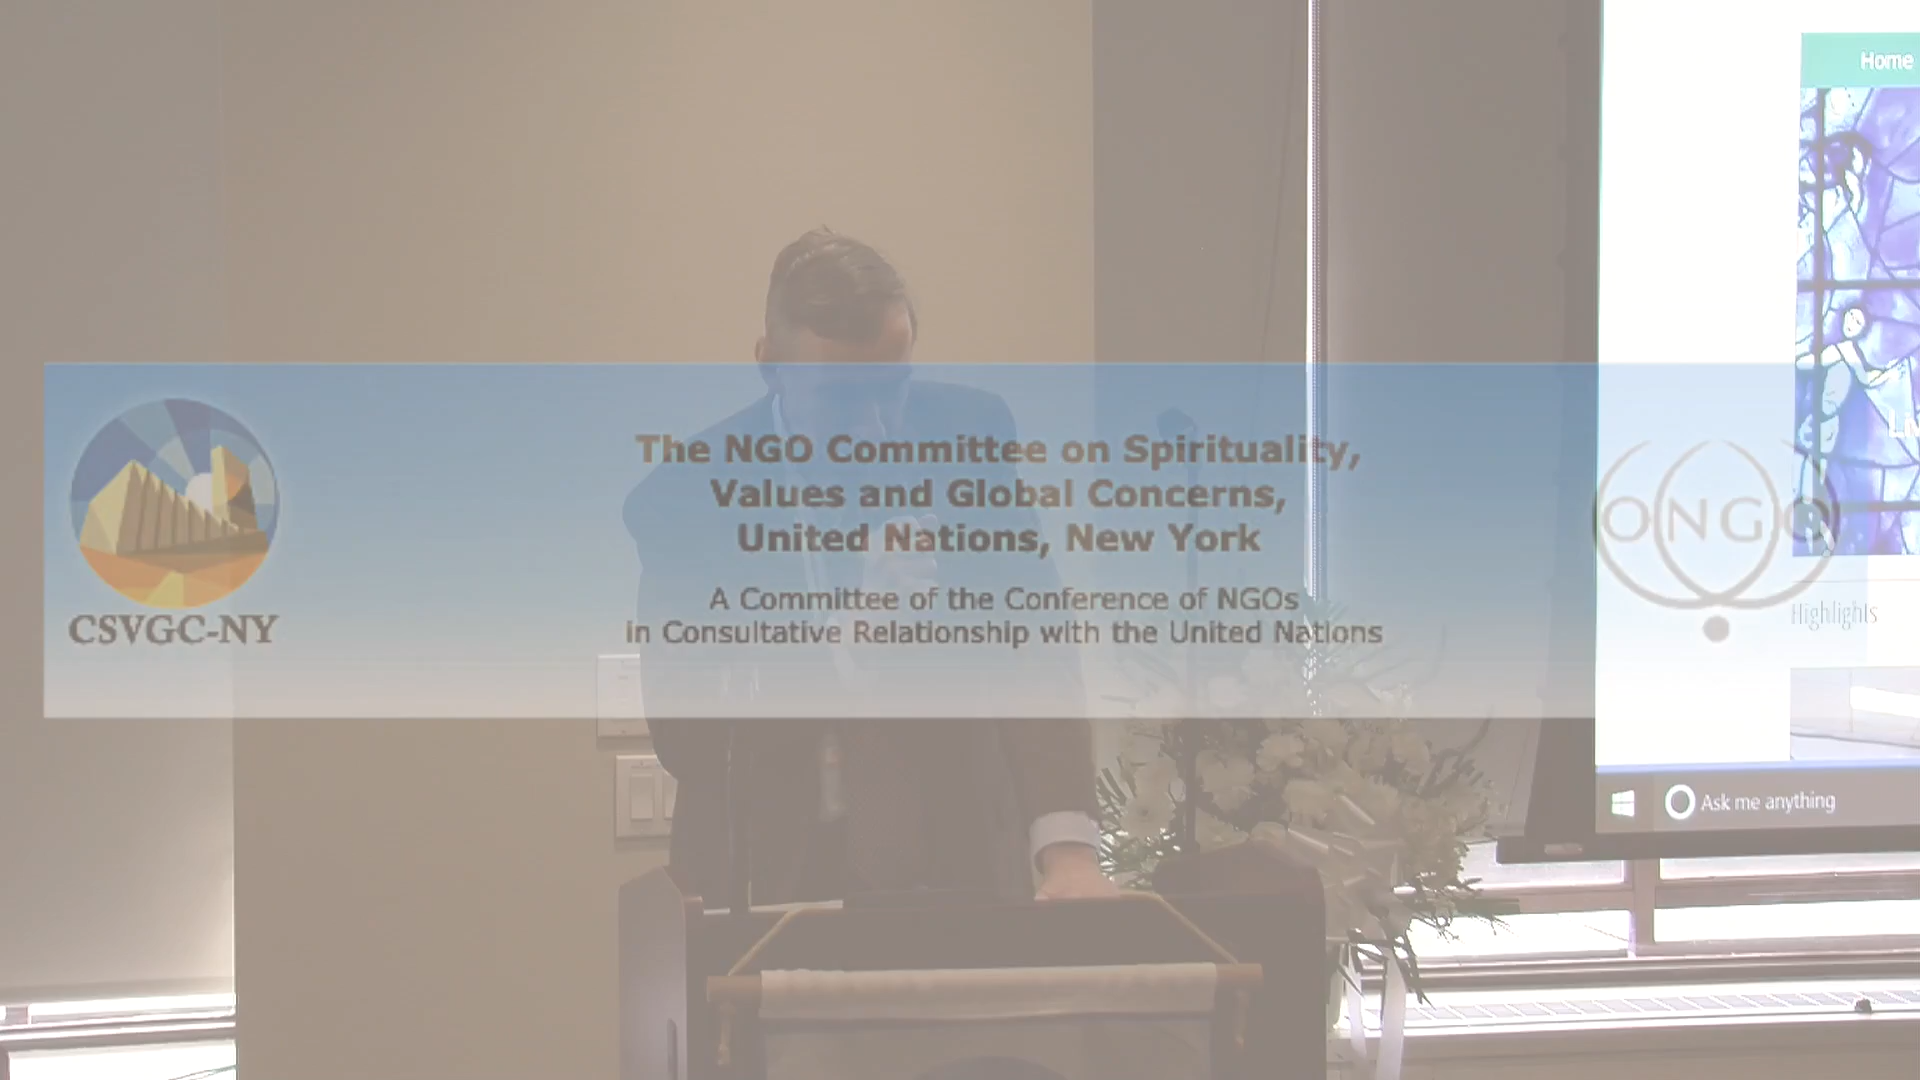 Home
Li
The NGO Committee on Spirituality,
Values and Global Concerns,
United Nations, New York
A Committee of the Conference of NGOs
in Consultative Relationship with the United Nations
CSVGC-NY
ONGO
Highlights
Ask me anything